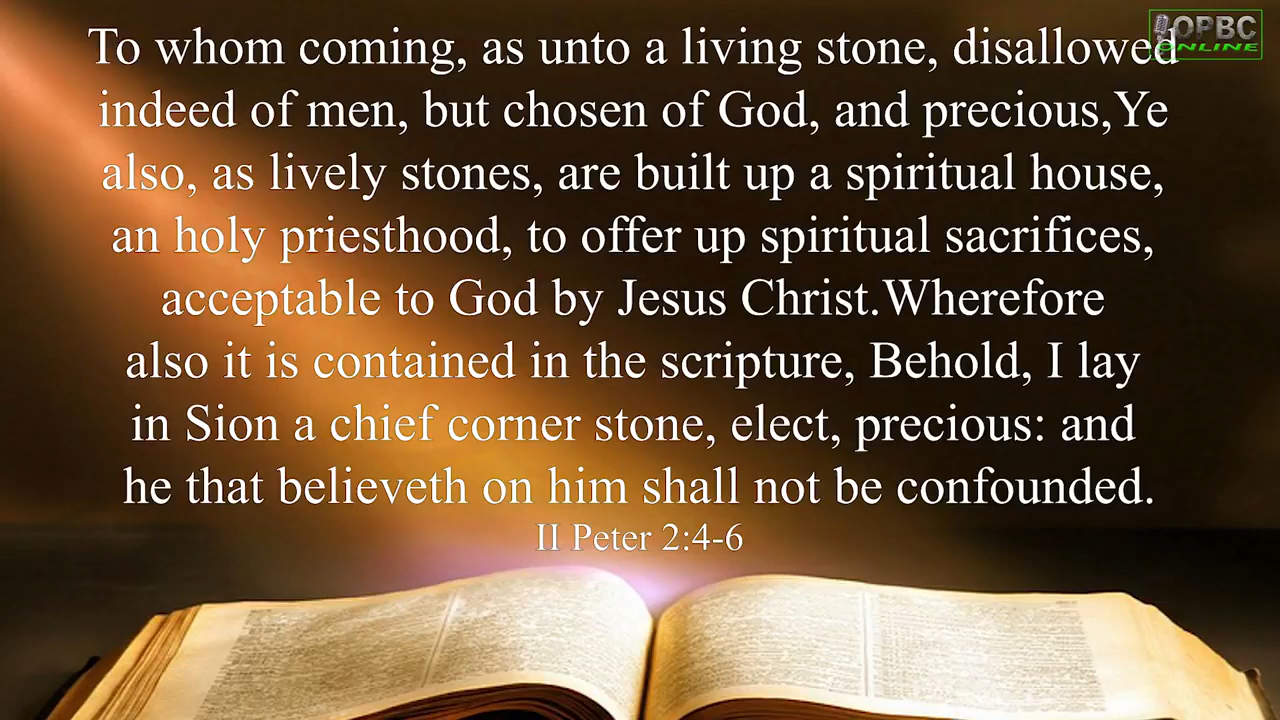 OPBC
ONLINE
To whom coming, as unto a living stone, disallowed
indeed of men, but chosen of God, and precious,Ye
also, as lively stones, are built up a spiritual house,
an holy priesthood, to offer up spiritual sacrifices,
acceptable to God by Jesus Christ.Wherefore
also it is contained in the scripture, Behold, I lay
in Sion a chief corner stone, elect, precious: and
he that believeth on him shall not be confounded.
II Peter 2:4-6